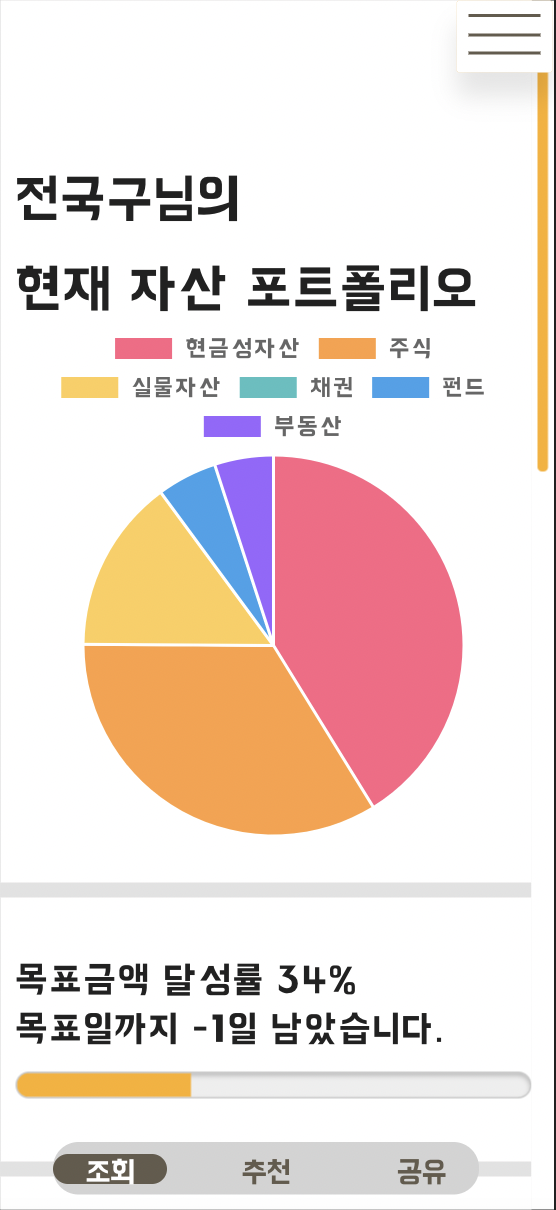 전국구님의
현재 자산 포트폴리오
현금성자산 주식
실물자산 채권 펀드
부동산
목표금액 달성률 34%
목표일까지 -1일 남았습니다.
조회 추천 공유